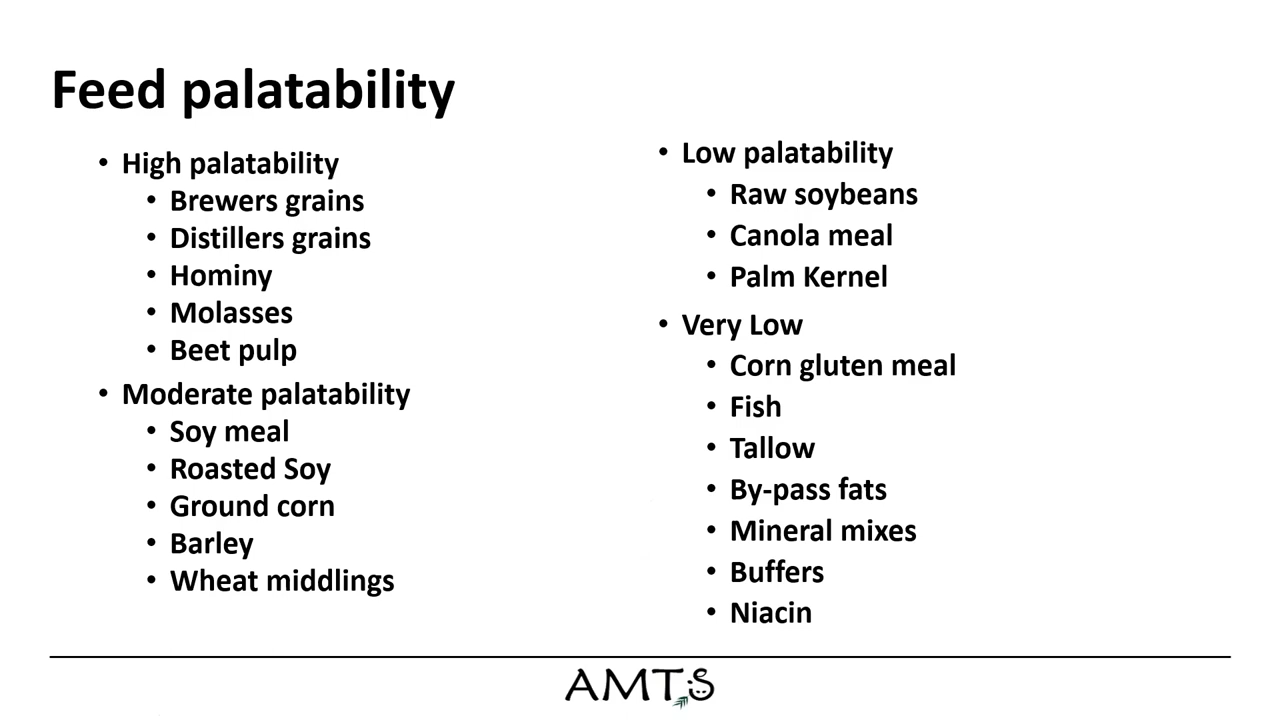 Feed palatability
• High palatability
• Brewers grains
• Distillers grains
• Hominy
• Molasses
• Beet pulp
• Moderate palatability
• Soy meal
• Roasted Soy
• Ground corn
• Barley
• Wheat middlings
• Low palatability
• Raw soybeans
• Canola meal
• Palm Kernel
• Very Low
• Corn gluten meal
• Fish
• Tallow
• By-pass fats
• Mineral mixes
• Buffers
• Niacin
AMTS